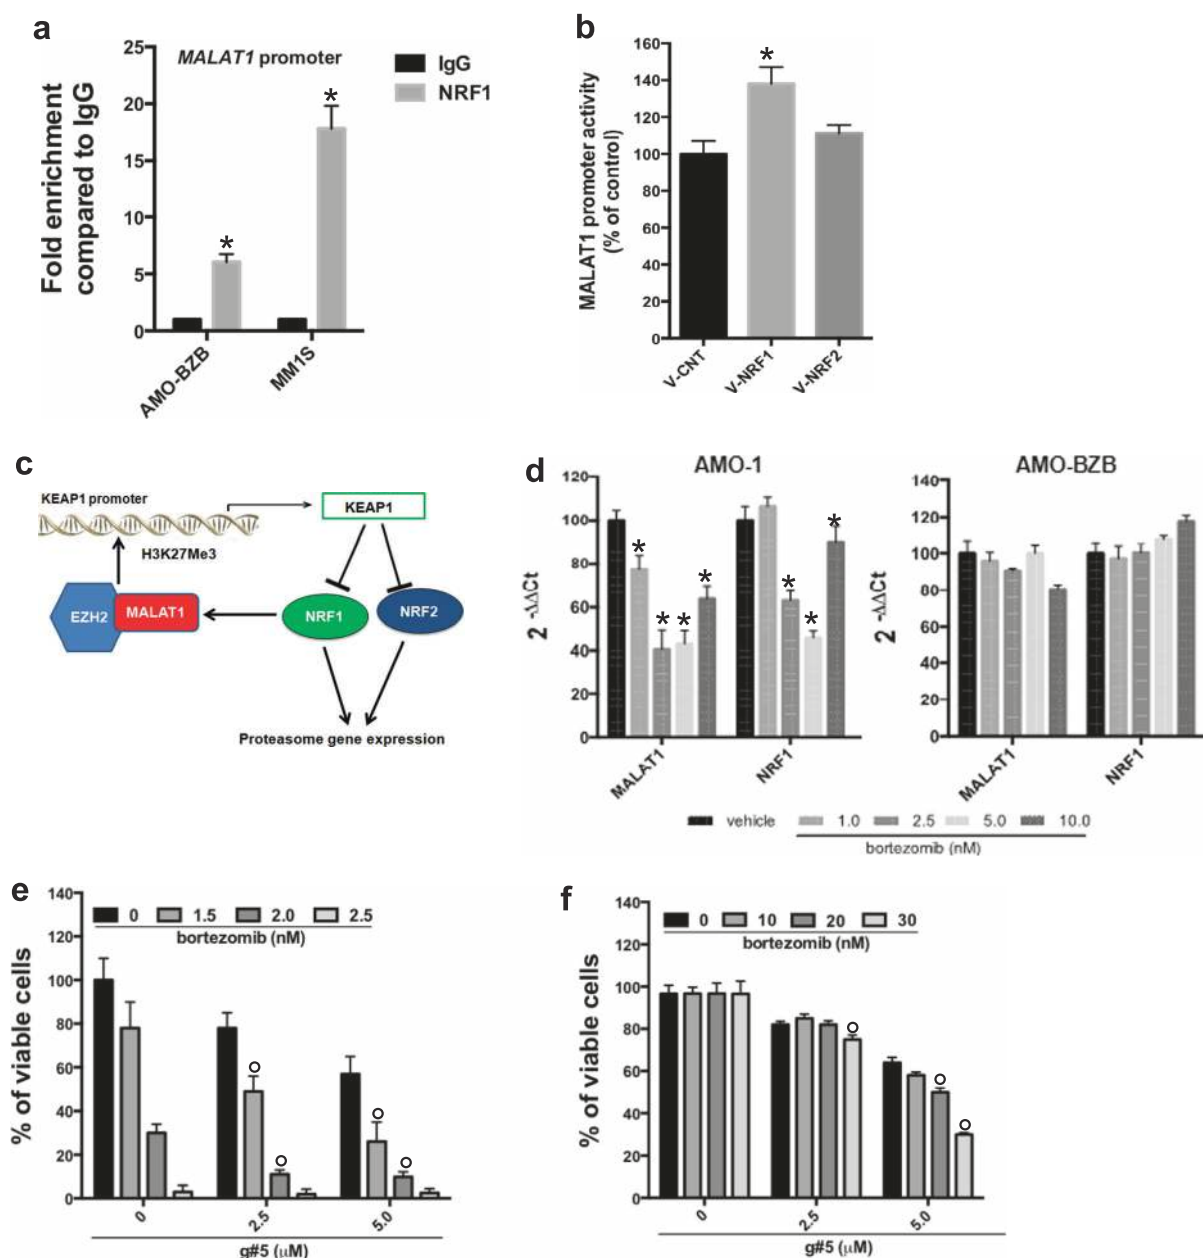 a
25
20
15
10
5
0
MALAT1 promoter
IgG
NRF1
*
*
Fold enrichment
compared to IgG
AMO-BZB
MM1S
b
160
140
120
100
80
60
40
20
0
*
MALAT1 promoter activity
(% of control)
V-CNT
V-NRF1
V-NRF2
c
KEAP1 promoter
KEAP1
H3K27Me3
EZH2
MALAT1
NRF1
NRF2
Proteasome gene expression
d
AMO-1
120
100
80
60
40
20
0
2 -ΔΔCt
* * * *
* * *
MALAT1
NRF1
AMO-BZB
140
120
100
80
60
40
20
0
2 -ΔΔCt
MALAT1
NRF1
vehicle 1.0 2.5 5.0 10.0
bortezomib (nM)
e
140
120
100
80
60
40
20
0
0 1.5 2.0 2.5
bortezomib (nM)
% of viable cells
0
2.5
5.0
g#5 (μM)
f
140
120
100
80
60
40
20
0
0 10 20 30
bortezomib (nM)
% of viable cells
0
2.5
5.0
g#5 (μM)